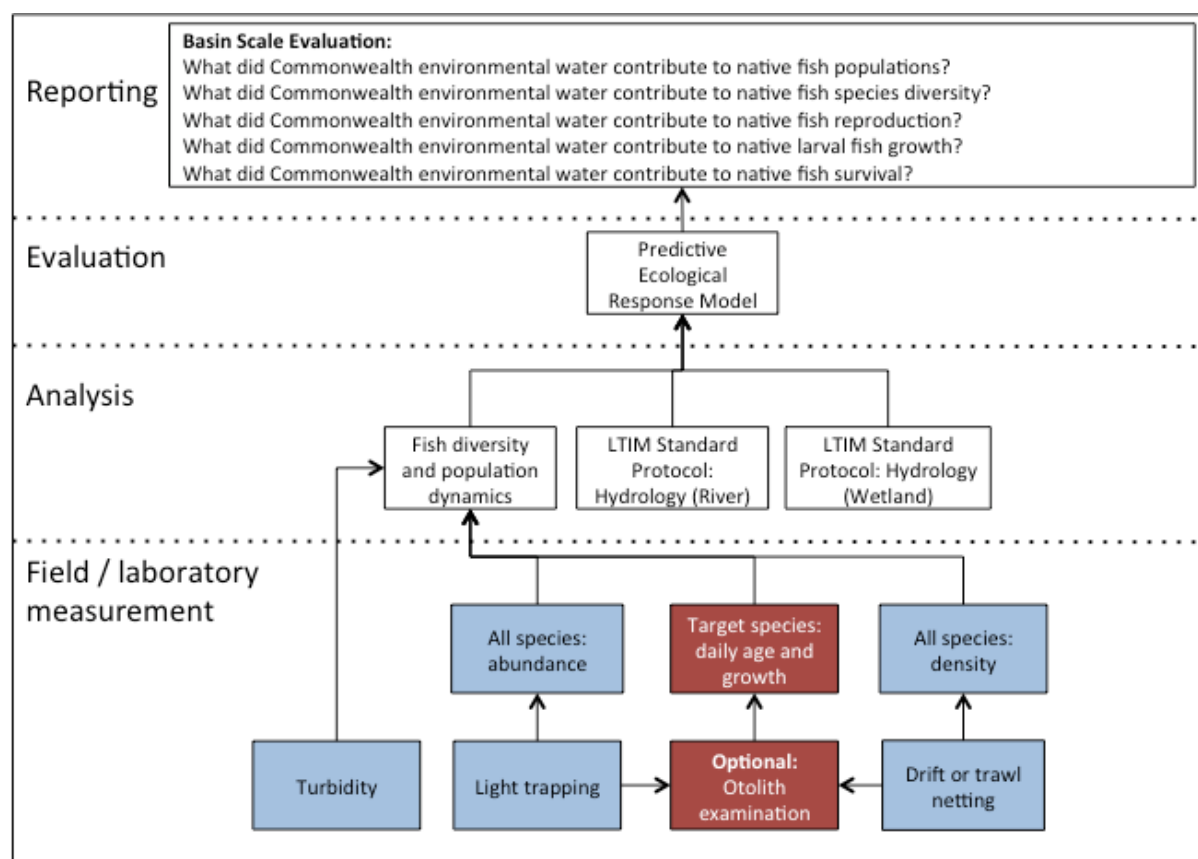 Reporting
Basin Scale Evaluation:
What did Commonwealth environmental water contribute to native fish populations?
What did Commonwealth environmental water contribute to native fish species diversity?
What did Commonwealth environmental water contribute to native fish reproduction?
What did Commonwealth environmental water contribute to native larval fish growth?
What did Commonwealth environmental water contribute to native fish survival?
Evaluation
Predictive
Ecological
Response Model
Analysis
Fish diversity
and population
dynamics
LTIM Standard
Protocol:
Hydrology (River)
LTIM Standard
Protocol: Hydrology
(Wetland)
Field / laboratory
measurement
All species:
abundance
Target species:
daily age and
growth
All species:
density
Turbidity
Light trapping
Optional:
Otolith
examination
Drift or trawl
netting